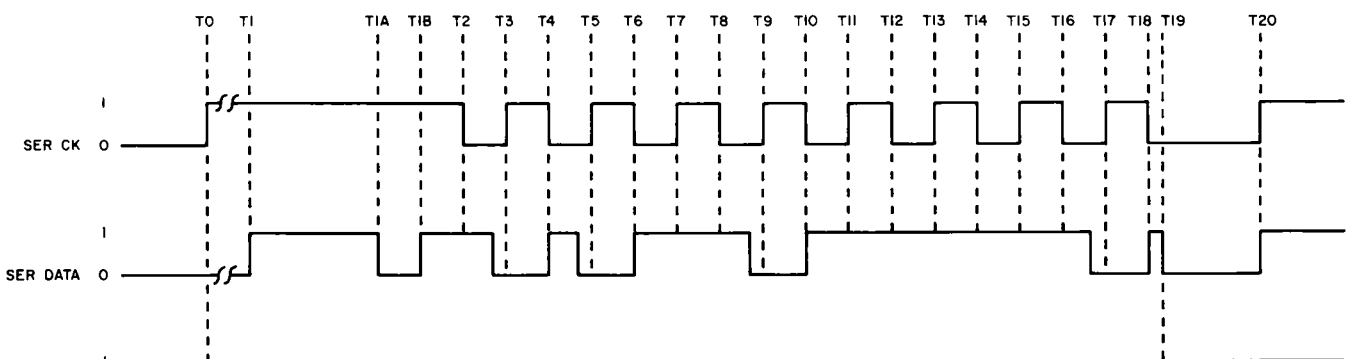 T0 T1 T1A T1B T2 T3 T4 T5 T6 T7 T8 T9 T10 T11 T12 T13 T14 T15 T16 T17 T18 T19 T20
1
SER CK 0
1
SER DATA 0